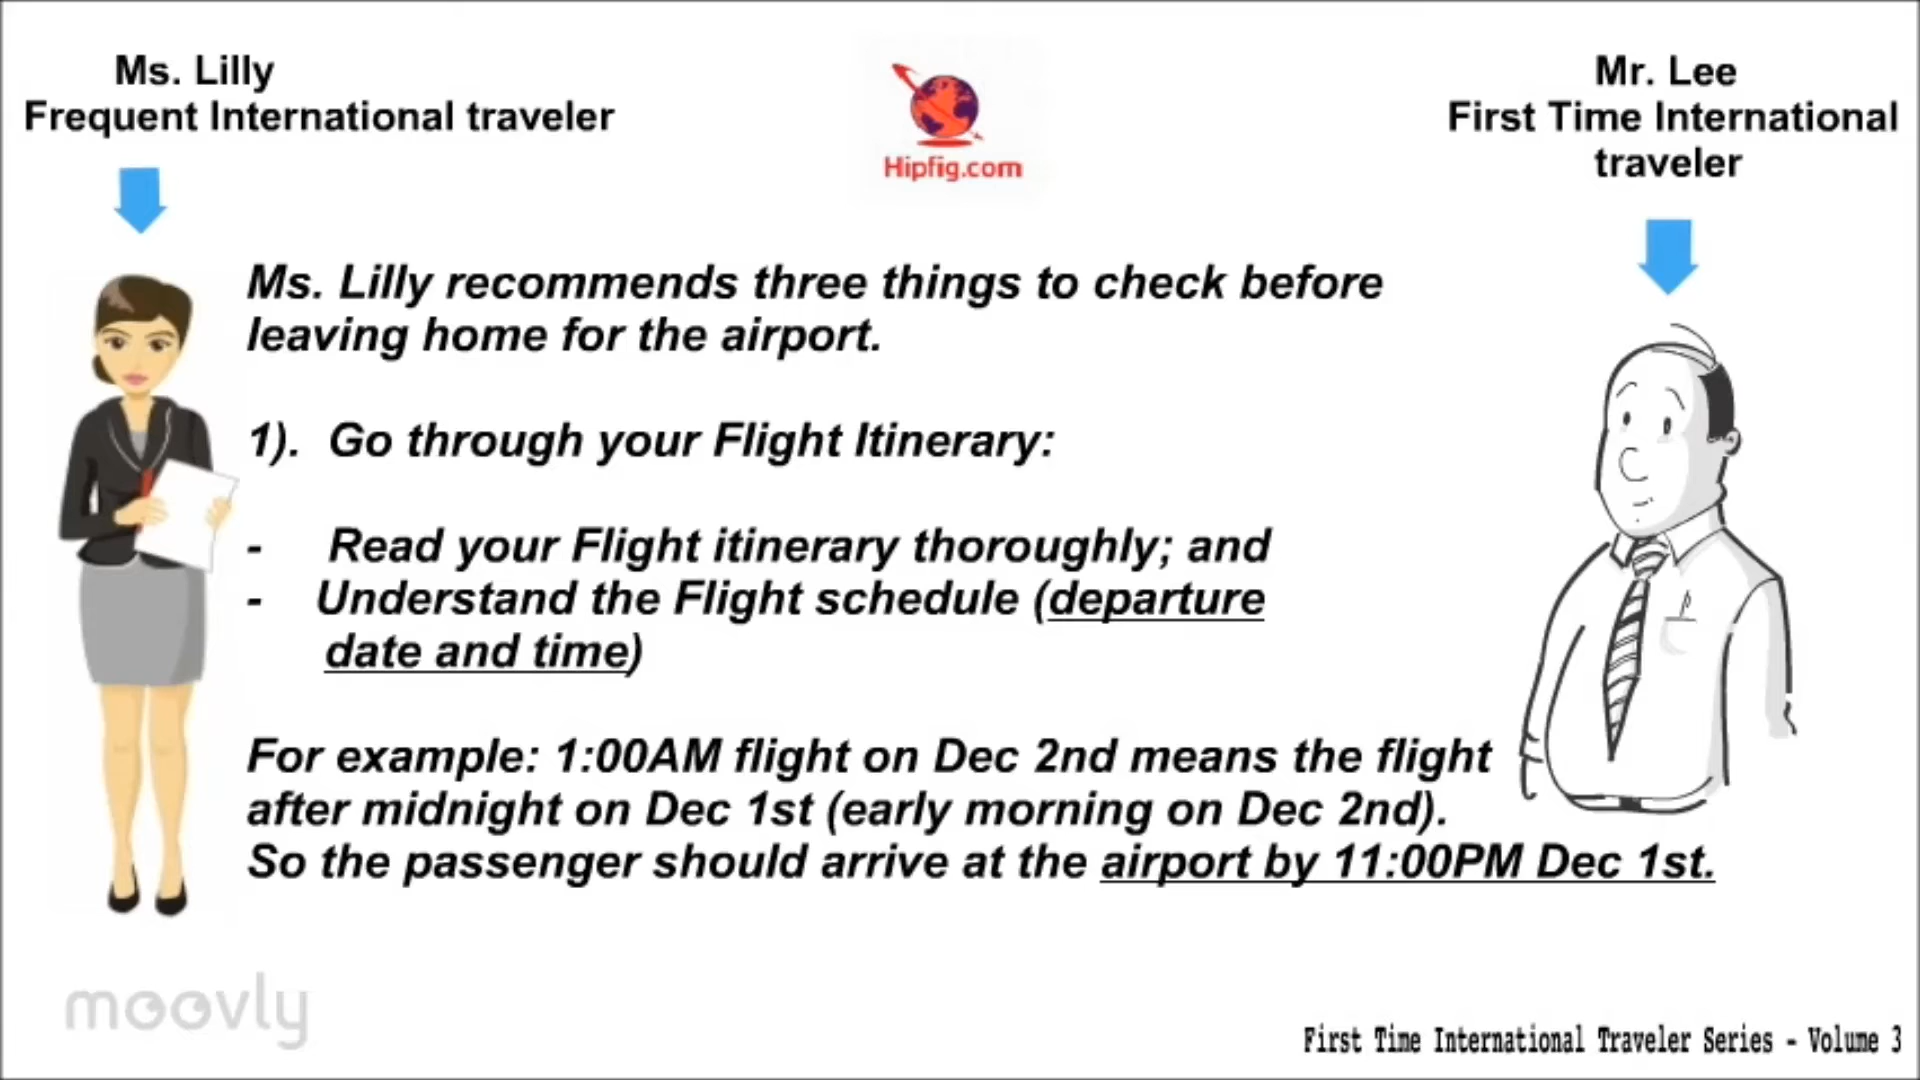 Ms. Lilly
Frequent International traveler
Hipfig.com
Mr. Lee
First Time International
traveler
Ms. Lilly recommends three things to check before
leaving home for the airport.
1). Go through your Flight Itinerary:
- Read your Flight itinerary thoroughly; and
- Understand the Flight schedule (departure
date and time)
For example: 1:00AM flight on Dec 2nd means the flight
after midnight on Dec 1st (early morning on Dec 2nd).
So the passenger should arrive at the airport by 11:00PM Dec 1st.
moovly
First Time International Traveler Series - Volume 3